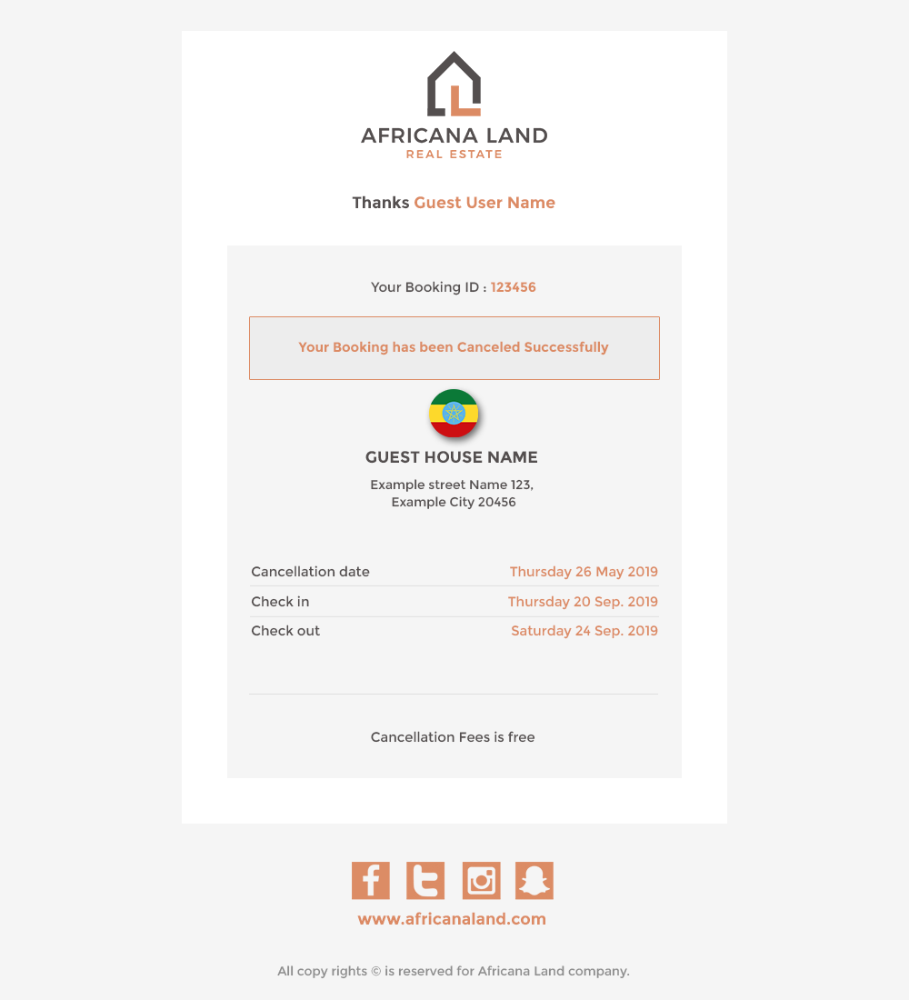 AFRICANA LAND
REAL ESTATE
Thanks Guest User Name
Your Booking ID : 123456
Your Booking has been Canceled Successfully
GUEST HOUSE NAME
Example street Name 123,
Example City 20456
Cancellation date Thursday 26 May 2019
Check in Thursday 20 Sep. 2019
Check out Saturday 24 Sep. 2019
Cancellation Fees is free
www.africanaland.com
All copy rights © is reserved for Africana Land company.